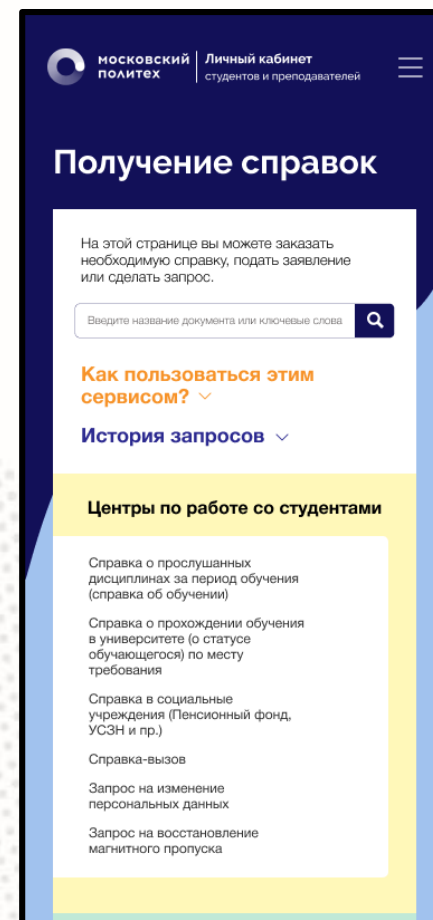 московский
политех
Личный кабинет
студентов и преподавателей
Получение справок
На этой странице вы можете заказать
необходимую справку, подать заявление
или сделать запрос.
Введите название документа или ключевые слова
Как пользоваться этим
сервисом?
История запросов
Центры по работе со студентами
Справка о прослушанных
дисциплинах за период обучения
(справка об обучении)
Справка о прохождении обучения
в университете (о статусе
обучающегося) по месту
требования
Справка в социальные
учреждения (Пенсионный фонд,
УСЗН и пр.)
Справка-вызов
Запрос на изменение
персональных данных
Запрос на восстановление
магнитного пропуска